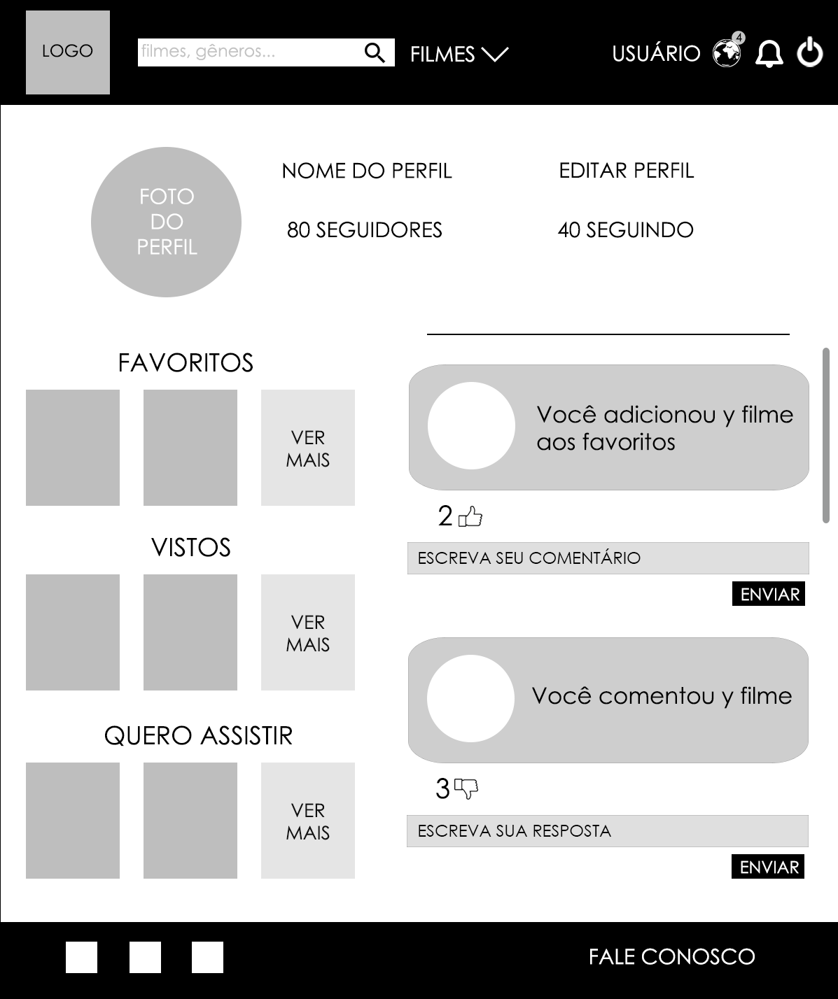 LOGO
filmes, gêneros...
FILMES
USUÁRIO
4
FOTO
DO
PERFIL
NOME DO PERFIL
EDITAR PERFIL
80 SEGUIDORES
40 SEGUINDO
FAVORITOS
VER
MAIS
VISTOS
VER
MAIS
QUERO ASSISTIR
VER
MAIS
Você adicionou y filme
aos favoritos
2
ESCREVA SEU COMENTÁRIO
ENVIAR
Você comentou y filme
3
ESCREVA SUA RESPOSTA
ENVIAR
FALE CONOSCO